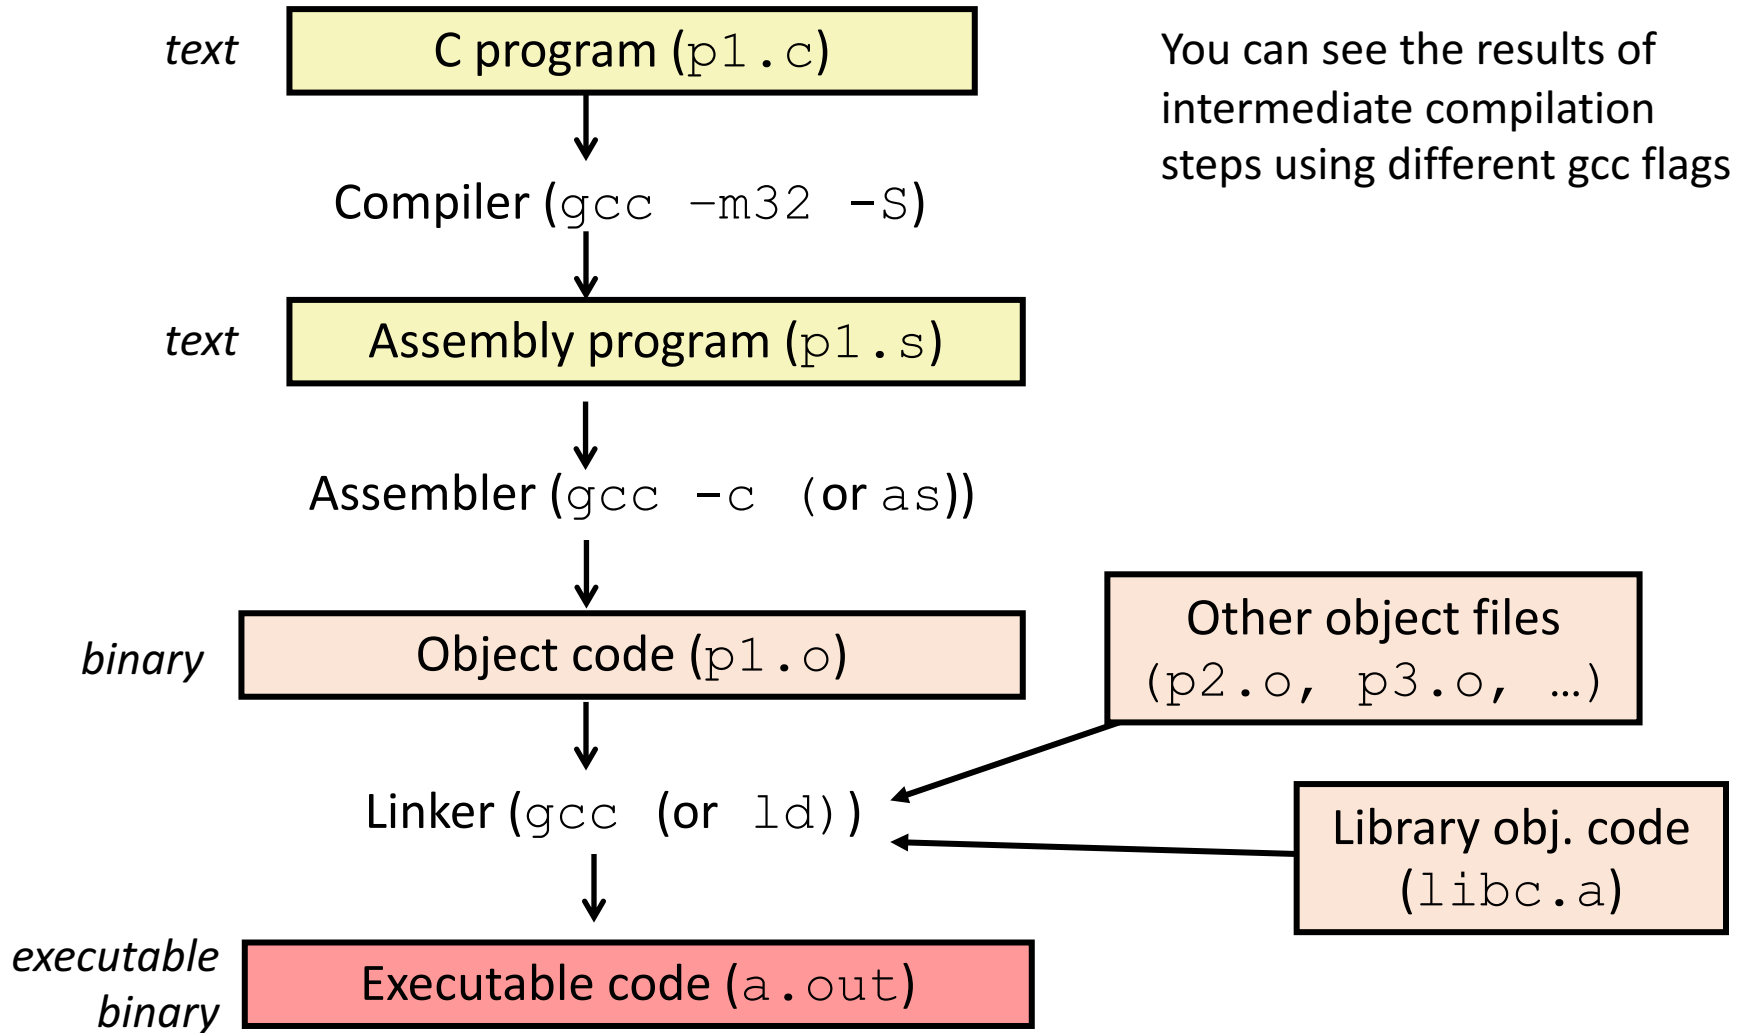 text
C program (p1.c)
You can see the results of
intermediate compilation
steps using different gcc flags
Compiler (gcc –m32 -S)
text
Assembly program (p1.s)
Assembler (gcc -c (or as))
binary
Object code (p1.o)
Other object files
(p2.o, p3.o, …)
Linker (gcc (or ld))
Library obj. code
(libc.a)
executable
binary
Executable code (a.out)